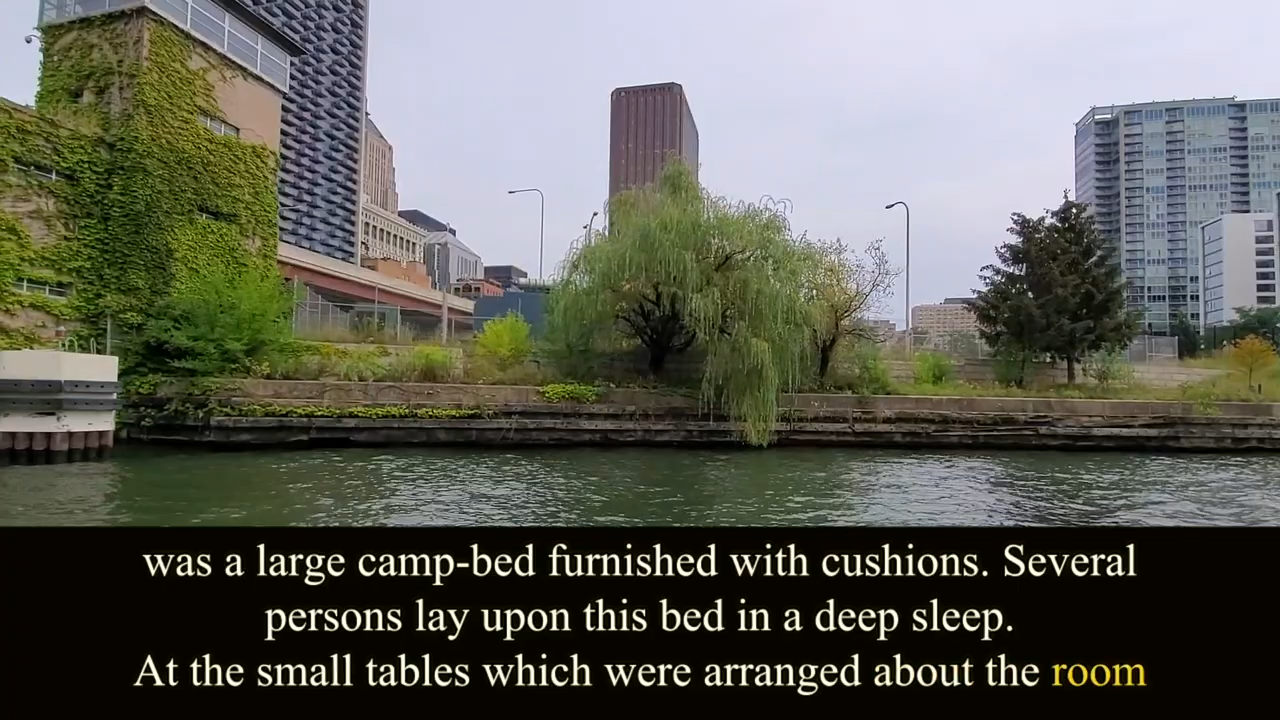 was a large camp-bed furnished with cushions. Several
persons lay upon this bed in a deep sleep.
At the small tables which were arranged about the room